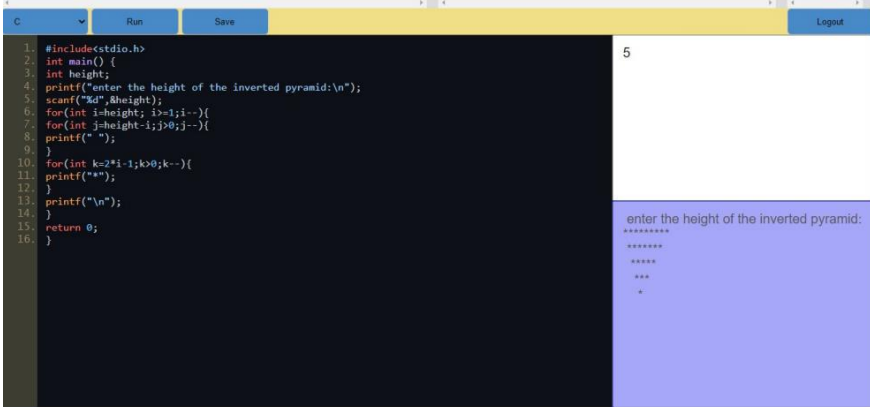 C Run Save Logout
1. #include<stdio.h>
2. int main() {
3. int height;
4. printf("enter the height of the inverted pyramid:\n");
5. scanf("%d",&height);
6. for(int i=height; i>=1;i--){
7. for(int j=height-i;j>0;j--){
8. printf(" ");
9. }
10. for(int k=2*i-1;k>0;k--){
11. printf("*");
12. }
13. printf("\n");
14. }
15. return 0;
16. }
5
enter the height of the inverted pyramid:
*********
*******
*****
***
*